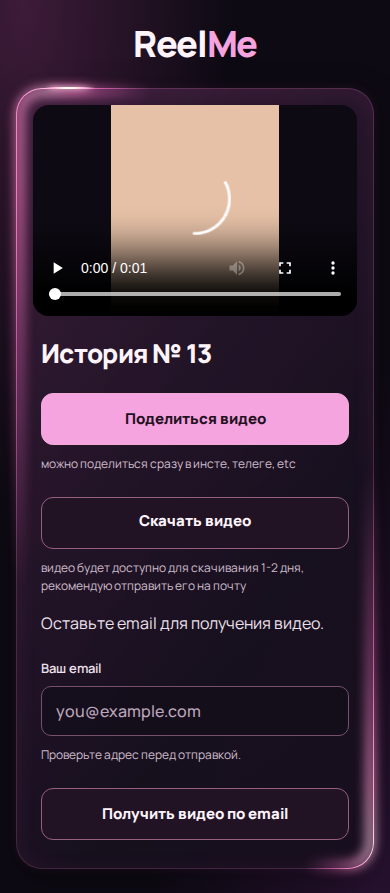 ReelMe
0:00 / 0:01
История № 13
Поделиться видео
можно поделиться сразу в инсте, телеге, etc
Скачать видео
видео будет доступно для скачивания 1-2 дня,
рекомендую отправить его на почту
Оставьте email для получения видео.
Ваш email
you@example.com
Проверьте адрес перед отправкой.
Получить видео по email